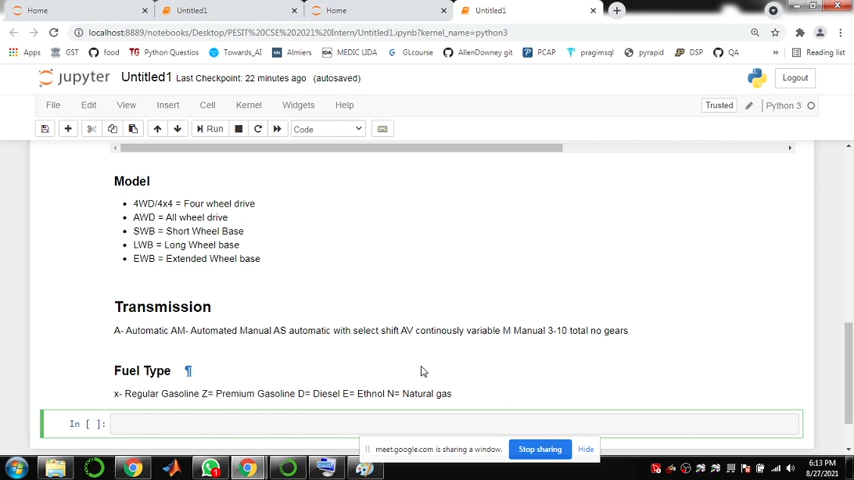 Home
Untitled1
Home
Untitled1
localhost:8889/notebooks/Desktop/PESIT%20CSE%202021%20Intern/Untitled1.ipynb?kernel_name=python3
Apps GST food Python Questions Towards_AI Almiers MEDIC LIDA GLcourse AllenDowney git PCAP pragimsql pyrapid DSP QA » Reading list
jupyter Untitled1 Last Checkpoint: 22 minutes ago (autosaved) Logout
File Edit View Insert Cell Kernel Widgets Help Trusted Python 3
Run Code
Model
4WD/4x4 = Four wheel drive
AWD = All wheel drive
SWB = Short Wheel Base
LWB = Long Wheel base
EWB = Extended Wheel base
Transmission
A- Automatic AM- Automated Manual AS automatic with select shift AV continously variable M Manual 3-10 total no gears
Fuel Type ¶
x- Regular Gasoline Z= Premium Gasoline D= Diesel E= Ethnol N= Natural gas
In [ ]:
meet.google.com is sharing a window. Stop sharing Hide
6:13 PM
8/27/2021